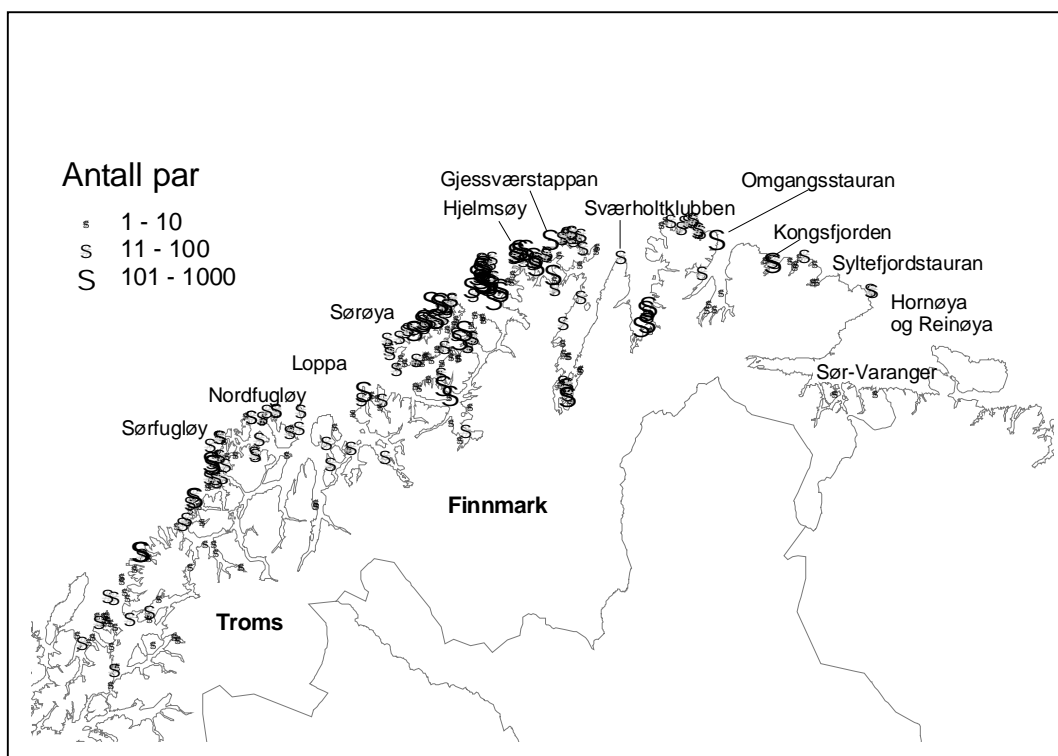 Antall par
s 1 - 10
S 11 - 100
S 101 - 1000
Gjessværstappan
Hjelmsøy
Sværholtklubben
Omgangsstauran
Kongsfjorden
Syltefjordstauran
Hornøya
og Reinøya
Sør-Varanger
Sørøya
Loppa
Nordfugløy
Sørfugløy
Finnmark
Troms